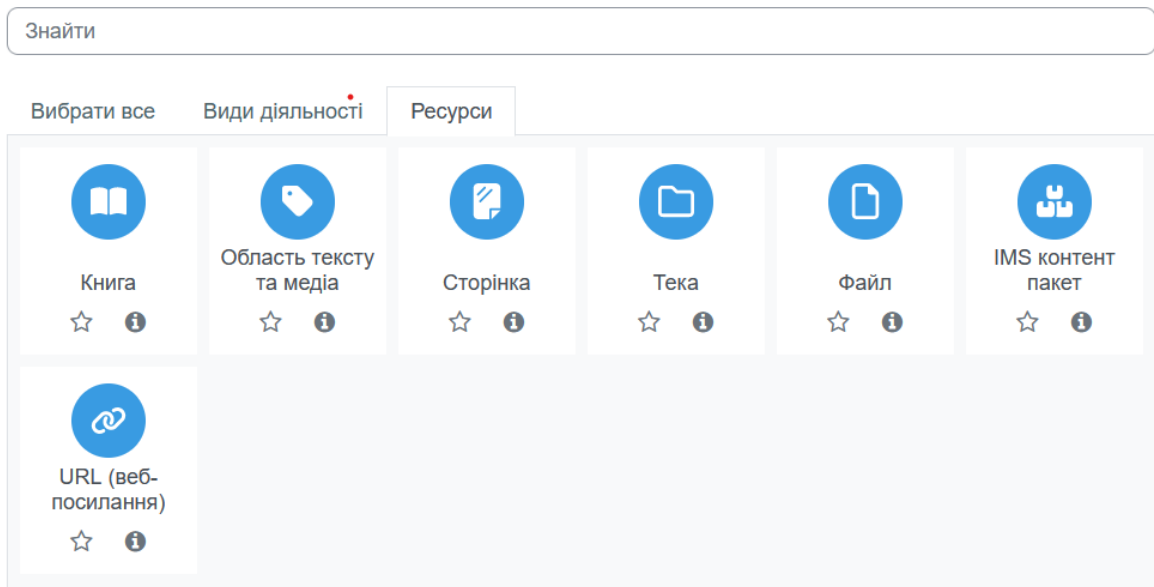 Знайти
Вибрати все
Види діяльності
Ресурси
Книга
Область тексту
та медіа
Сторінка
Тека
Файл
IMS контент
пакет
URL (веб-
посилання)